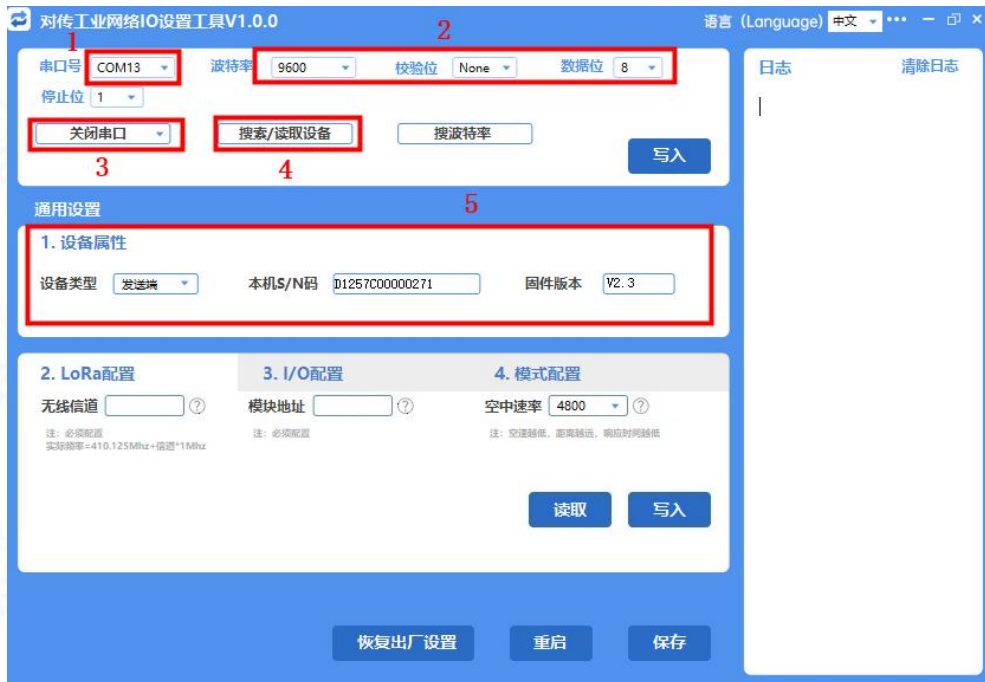 对传工业网络IO设置工具V1.0.0 语言 (Language) 中文
1 2
串口号 COM13 波特率 9600 校验位 None 数据位 8 日志 清除日志
停止位 1
关闭串口 搜索/读取设备 搜波特率
写入
3 4
通用设置 5
1. 设备属性
设备类型 发送端 本机S/N码 D1257C00000271 固件版本 V2.3
2. LoRa配置 3. I/O配置 4. 模式配置
无线信道 ? 模块地址 ? 空中速率 4800 ?
注：必须配置 注：必须配置 注：空速越低，距离越远，响应时间越低
实际频率=410.125Mhz+信道*1Mhz
读取 写入
恢复出厂设置 重启 保存